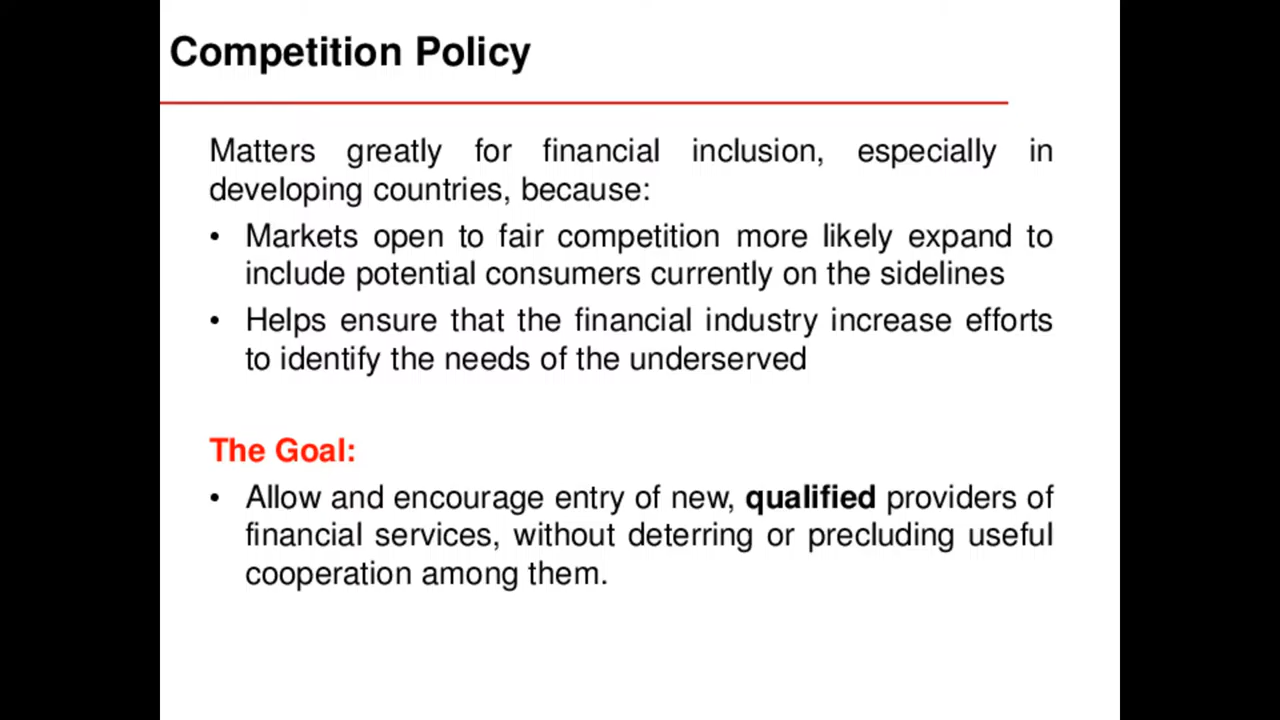 Competition Policy
Matters greatly for financial inclusion, especially in
developing countries, because:
• Markets open to fair competition more likely expand to
include potential consumers currently on the sidelines
• Helps ensure that the financial industry increase efforts
to identify the needs of the underserved
The Goal:
• Allow and encourage entry of new, qualified providers of
financial services, without deterring or precluding useful
cooperation among them.